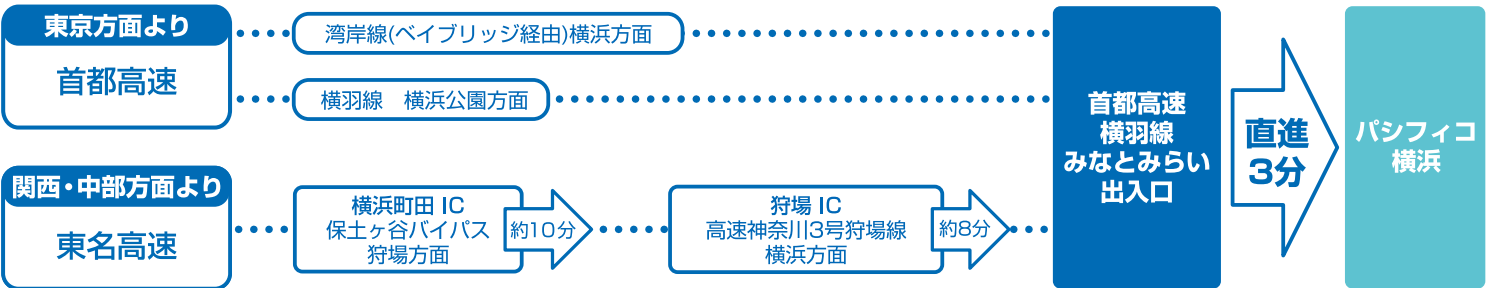 東京方面より
首都高速
湾岸線(ベイブリッジ経由)横浜方面
横羽線　横浜公園方面
関西・中部方面より
東名高速
横浜町田 IC
保土ヶ谷バイパス
狩場方面
約10分
狩場 IC
高速神奈川3号狩場線
横浜方面
約8分
首都高速
横羽線
みなとみらい
出入口
直進
3分
パシフィコ
横浜